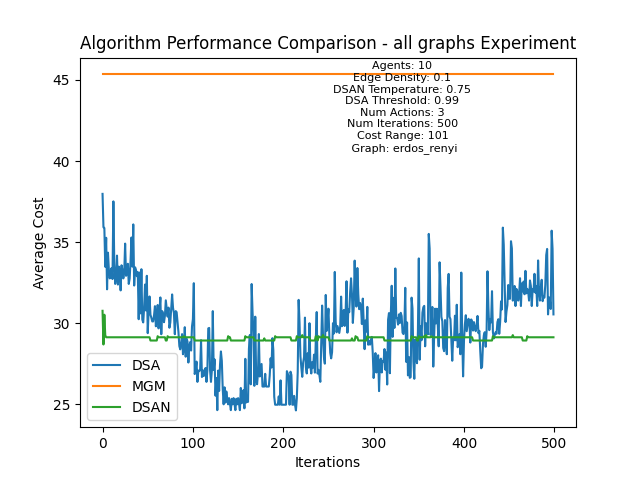 Algorithm Performance Comparison - all graphs Experiment
Agents: 10
Edge Density: 0.1
DSAN Temperature: 0.75
DSA Threshold: 0.99
Num Actions: 3
Num Iterations: 500
Cost Range: 101
Graph: erdos_renyi
45
40
35
30
25
Average Cost
DSA
MGM
DSAN
0 100 200 300 400 500
Iterations